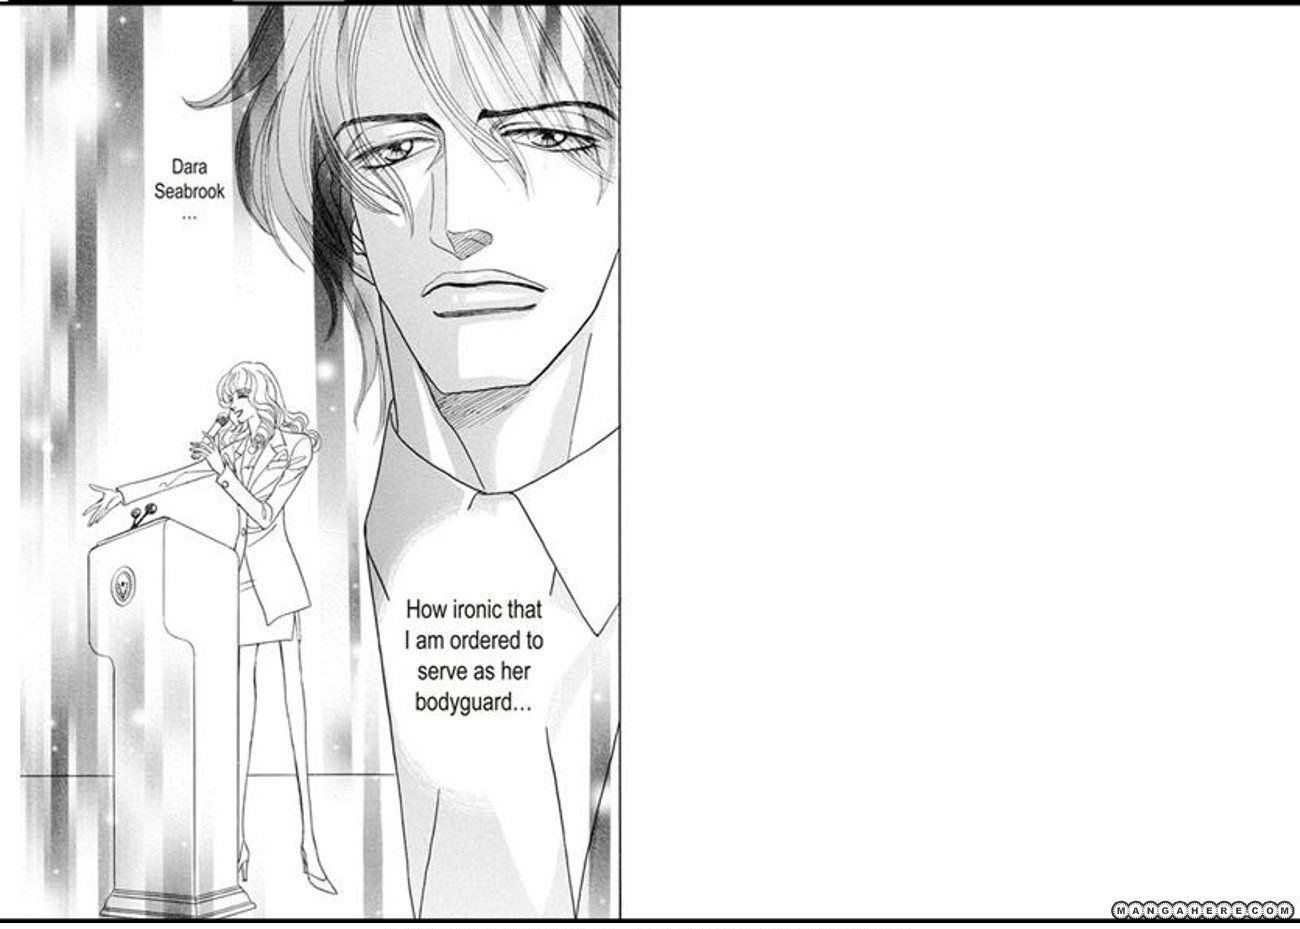 Dara
Seabrook
...
How ironic that
I am ordered to
serve as her
bodyguard...
MANGAHERE.COM